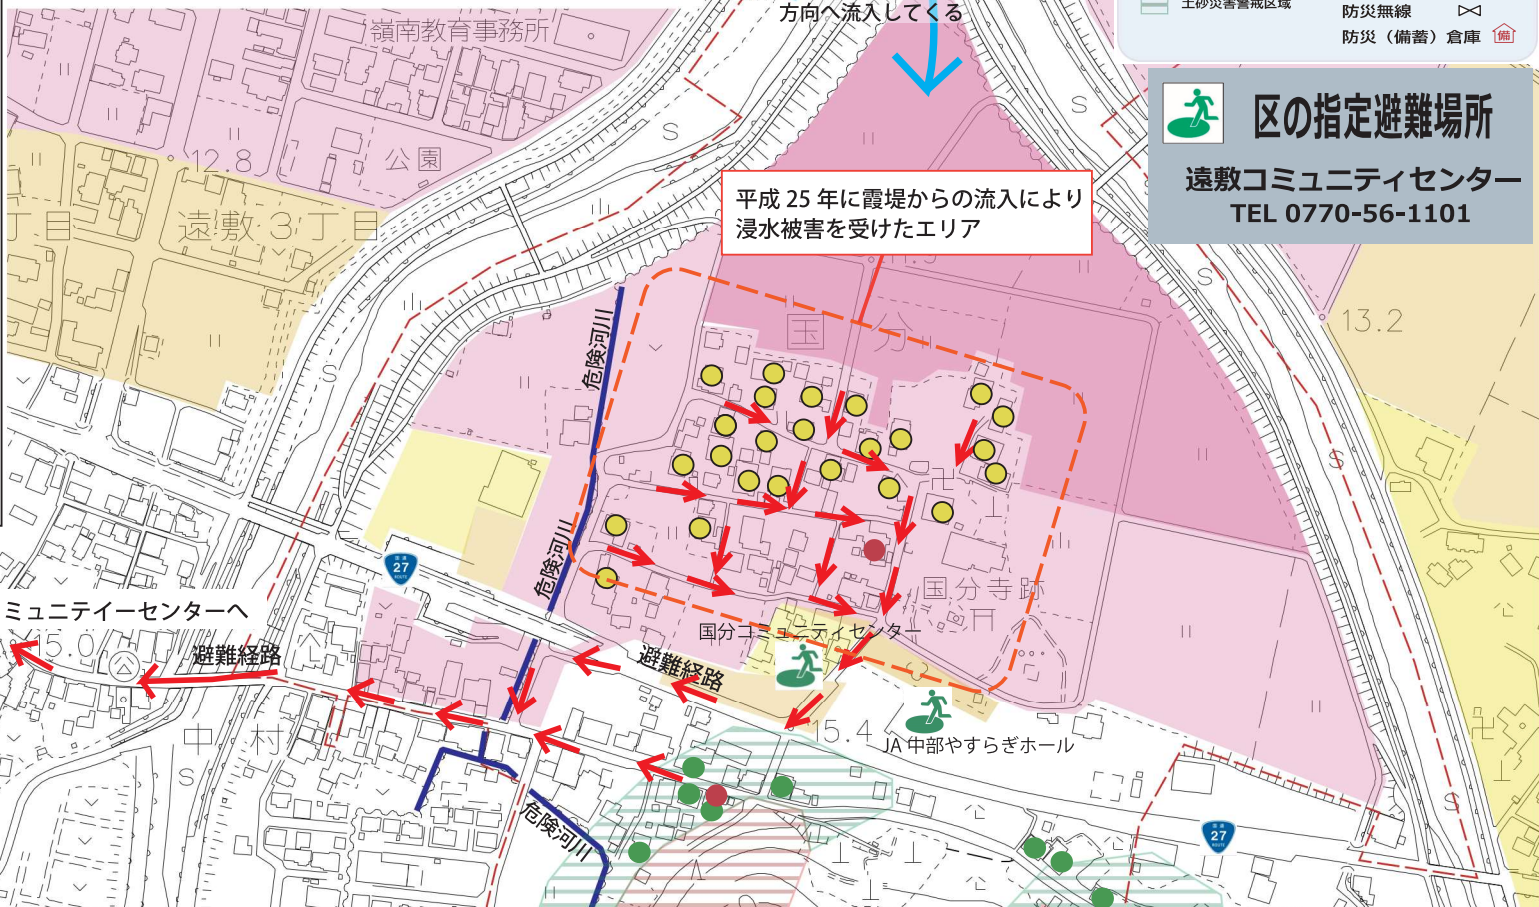 方向へ流入してくる
土砂災害警戒区域
防災無線
防災（備蓄）倉庫 備
嶺南教育事務所
区の指定避難場所
遠敷コミュニティセンター
TEL 0770-56-1101
12.8
公園
平成 25 年に霞堤からの流入により
浸水被害を受けたエリア
丁目
遠敷3丁目
13.2
国分
危険河川
危険河川
27
ROUTE
国分寺跡
ミュニテイーセンターへ
国分コミュニティセンター
15.0
避難経路
避難経路
中村
15.4
JA 中部やすらぎホール
危険河川
27
ROUTE